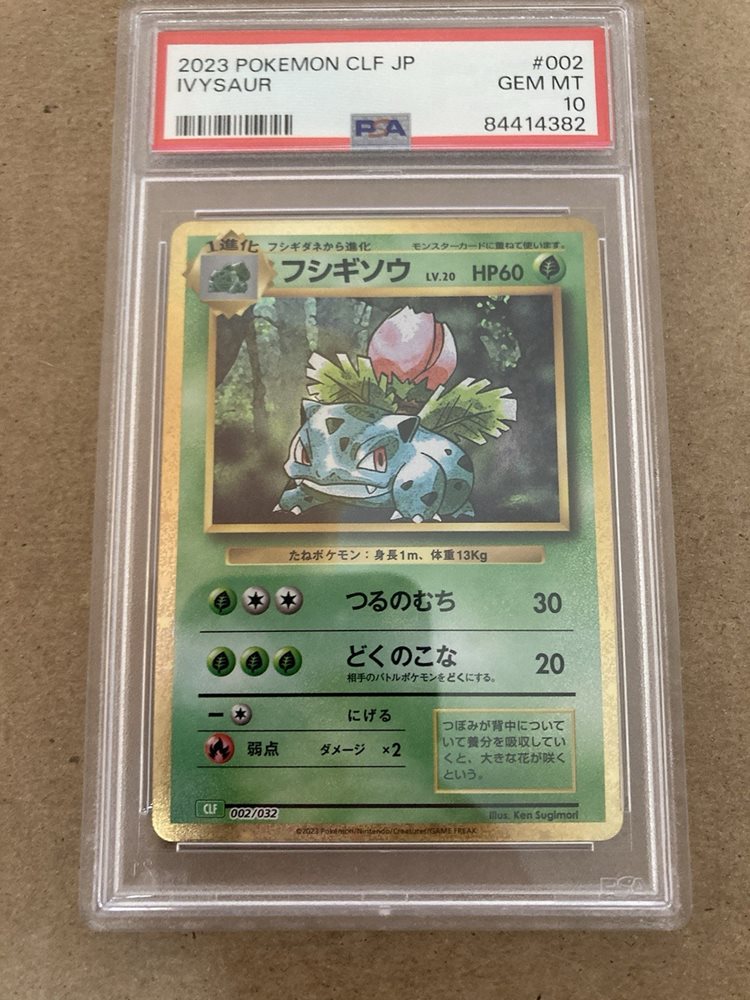 2023 POKEMON CLF JP #002
IVYSAUR GEM MT
10
PSA 84414382
1進化 フシギダネから進化 モンスターカードに重ねて使います。
フシギソウ LV.20 HP60
たねポケモン：身長1m、体重13Kg
つるのむち 30
どくのこな 20
相手のバトルポケモンをどくにする。
にげる
弱点 ダメージ ×2
つぼみが背中について
いて養分を吸収してい
くと、大きな花が咲く
という。
CLF 002/032 Illus. Ken Sugimori
©2023 Pokémon/Nintendo/Creatures/GAME FREAK
PSA